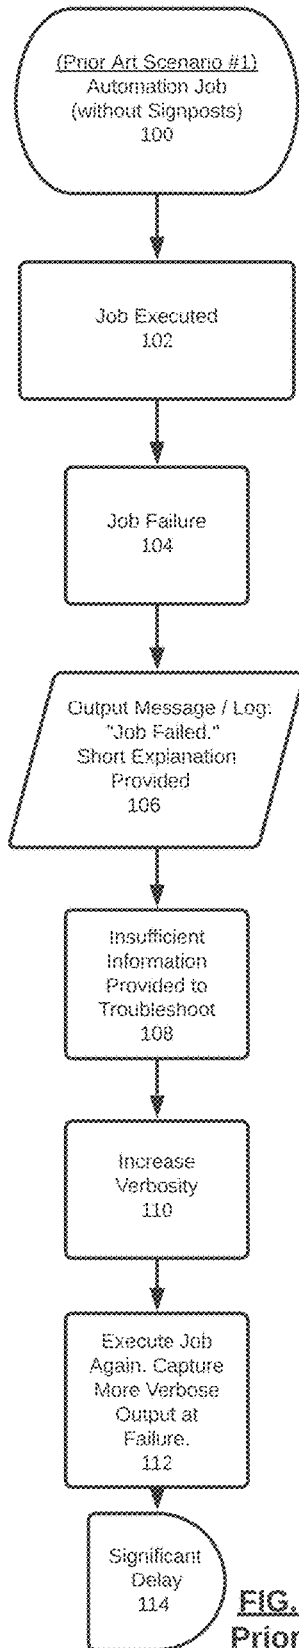 (Prior Art Scenario #1)
Automation Job
(without Signposts)
100
Job Executed
102
Job Failure
104
Output Message / Log:
"Job Failed."
Short Explanation
Provided
106
Insufficient
Information
Provided to
Troubleshoot
108
Increase
Verbosity
110
Execute Job
Again. Capture
More Verbose
Output at
Failure.
112
Significant
Delay
114
FIG.
Prior